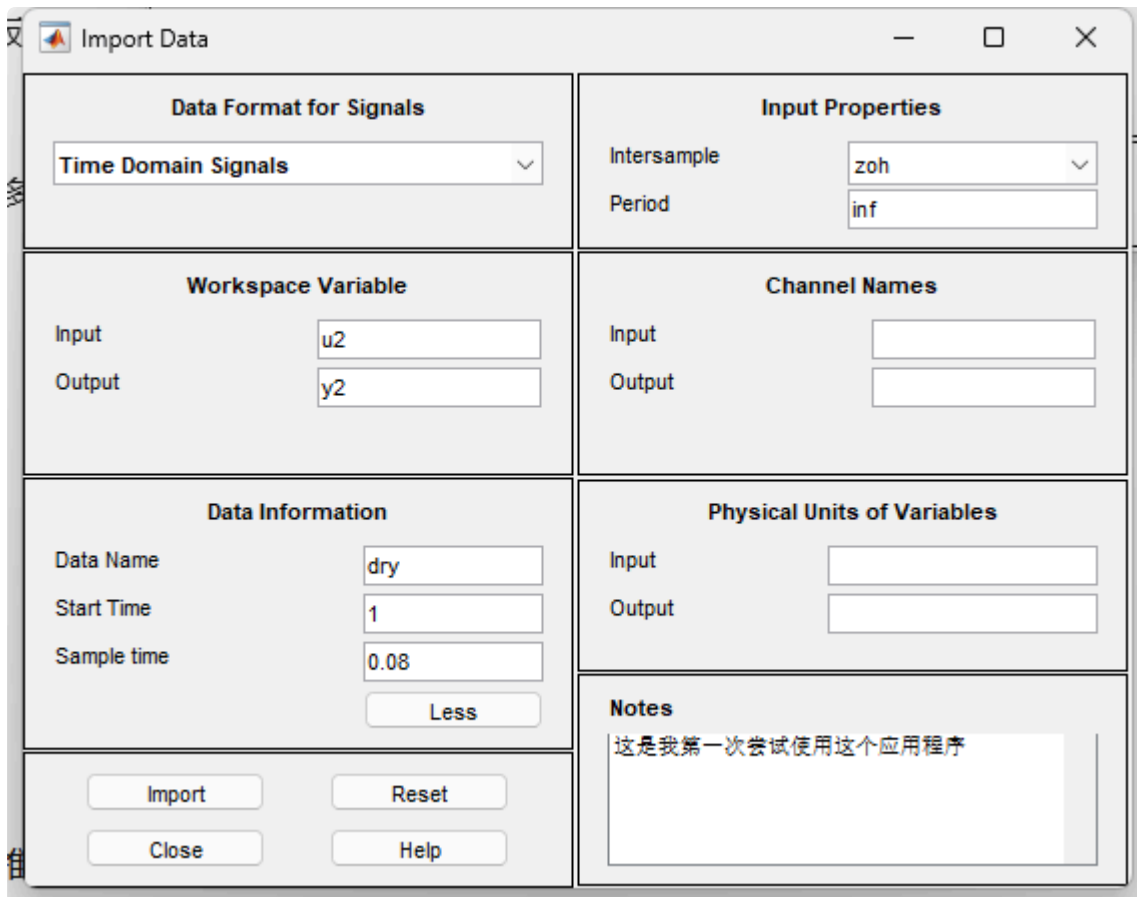 Import Data
Data Format for Signals
Time Domain Signals
Input Properties
Intersample zoh
Period inf
Workspace Variable
Input u2
Output y2
Channel Names
Input
Output
Data Information
Data Name dry
Start Time 1
Sample time 0.08
Less
Physical Units of Variables
Input
Output
Notes
这是我第一次尝试使用这个应用程序
Import Reset
Close Help